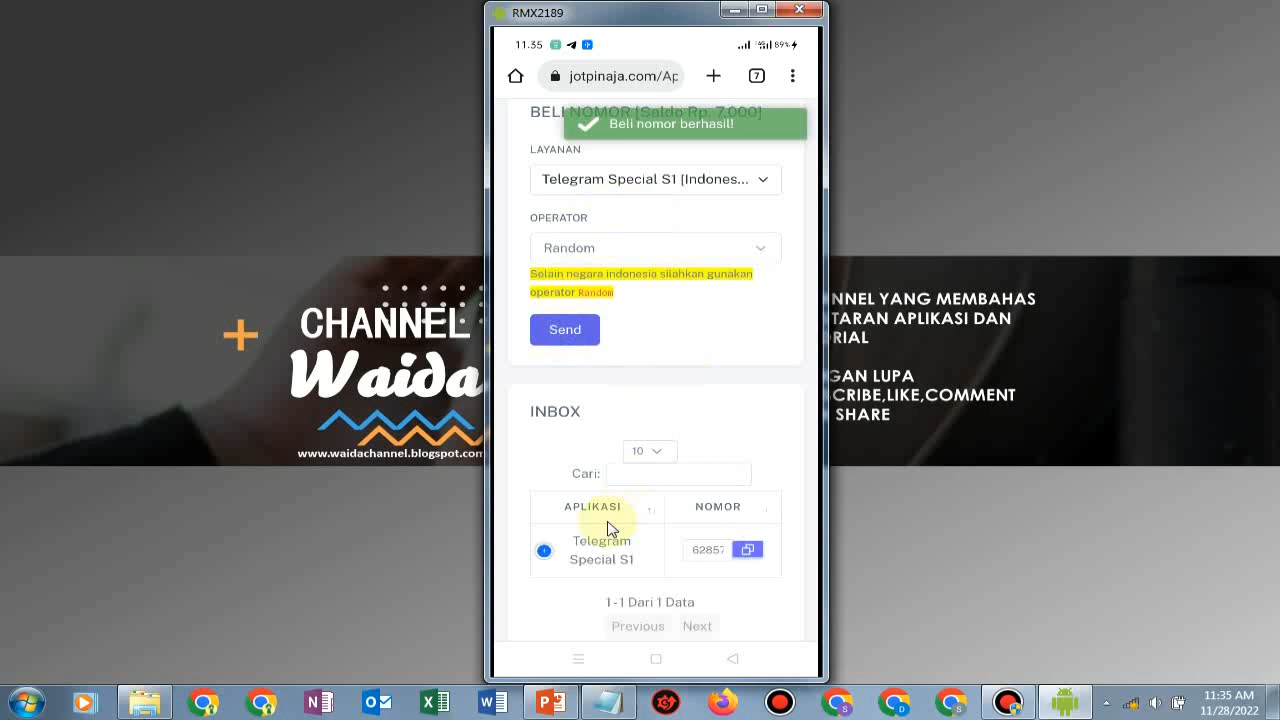 RMX2189
11.35
4G
89%
jotpinaja.com/Ap
7
BELI NOMOR [Saldo Rp. 7,000]
Beli nomor berhasil!
LAYANAN
Telegram Special S1 [Indones...
OPERATOR
Random
Selain negara indonesia silahkan gunakan
operator Random
Send
INBOX
10
Cari:
APLIKASI
NOMOR
Telegram
Special S1
62857
1 - 1 Dari 1 Data
Previous
Next
CHANNEL
Waida
www.waidachannel.blogspot.com
NNEL YANG MEMBAHAS
TARAN APLIKASI DAN
RIAL
GAN LUPA
SCRIBE,LIKE,COMMENT
SHARE
11:35 AM
11/28/2022